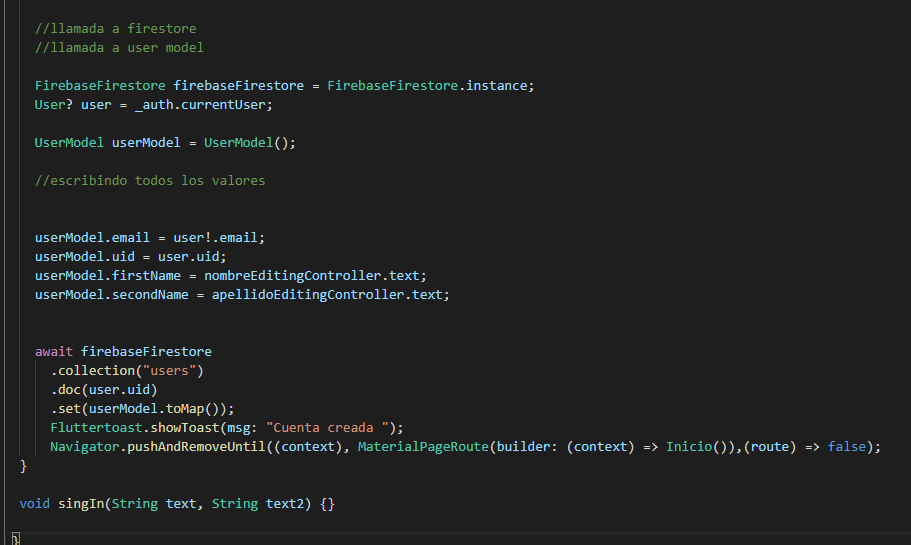 //llamada a firestore
//llamada a user model
FirebaseFirestore firebaseFirestore = FirebaseFirestore.instance;
User? user = _auth.currentUser;
UserModel userModel = UserModel();
//escribindo todos los valores
userModel.email = user!.email;
userModel.uid = user.uid;
userModel.firstName = nombreEditingController.text;
userModel.secondName = apellidoEditingController.text;
await firebaseFirestore
.collection("users")
.doc(user.uid)
.set(userModel.toMap());
Fluttertoast.showToast(msg: "Cuenta creada ");
Navigator.pushAndRemoveUntil((context), MaterialPageRoute(builder: (context) => Inicio()),(route) => false);
}
void singIn(String text, String text2) {}
}